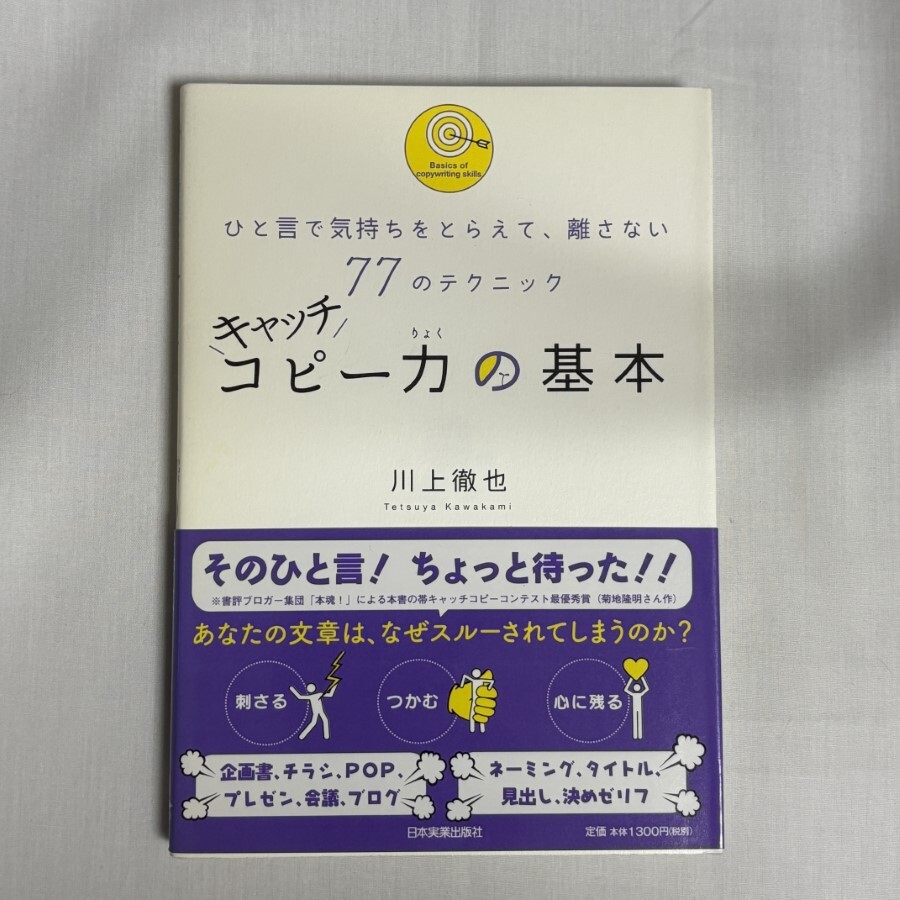 Basics of
copywriting skills
ひと言で気持ちをとらえて、離さない
77のテクニック
キャッチ
りょく
コピー力の基本
川上徹也
Tetsuya Kawakami
そのひと言! ちょっと待った!!
※書評ブロガー集団「本魂!」による本書の帯キャッチコピーコンテスト最優秀賞(菊地隆明さん作)
あなたの文章は、なぜスルーされてしまうのか?
刺さる
つかむ
心に残る
企画書、チラシ、POP、
プレゼン、会議、ブログ
ネーミング、タイトル、
見出し、決めゼリフ
日本実業出版社
定価 本体1300円(税別)